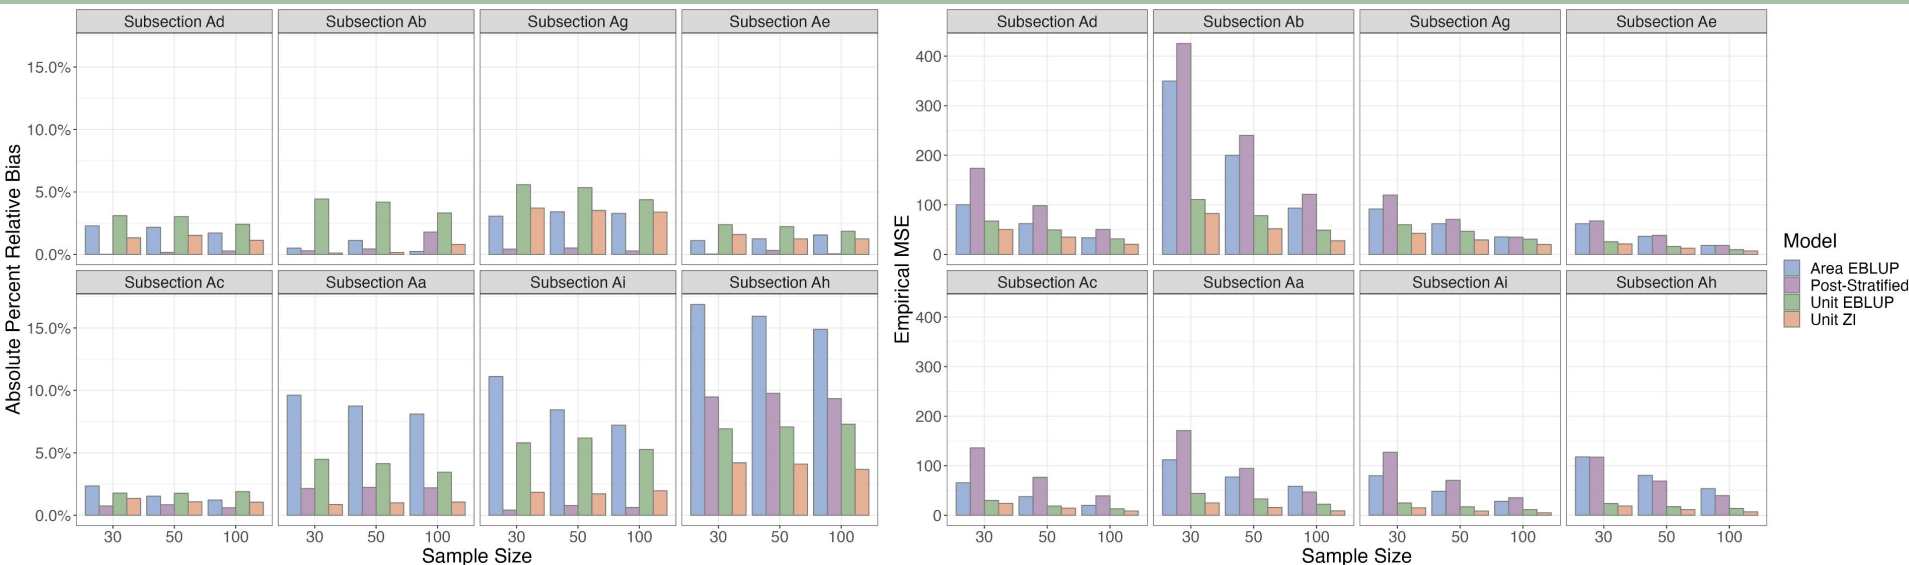 Subsection Ad Subsection Ab Subsection Ag Subsection Ae
15.0%
10.0%
5.0%
0.0%
Subsection Ac Subsection Aa Subsection Ai Subsection Ah
15.0%
10.0%
5.0%
0.0%
30 50 100 30 50 100 30 50 100 30 50 100
Sample Size
Absolute Percent Relative Bias
Subsection Ad Subsection Ab Subsection Ag Subsection Ae
400
300
200
100
0
Subsection Ac Subsection Aa Subsection Ai Subsection Ah
400
300
200
100
0
30 50 100 30 50 100 30 50 100 30 50 100
Sample Size
Empirical MSE
Model
Area EBLUP
Post-Stratified
Unit EBLUP
Unit ZI